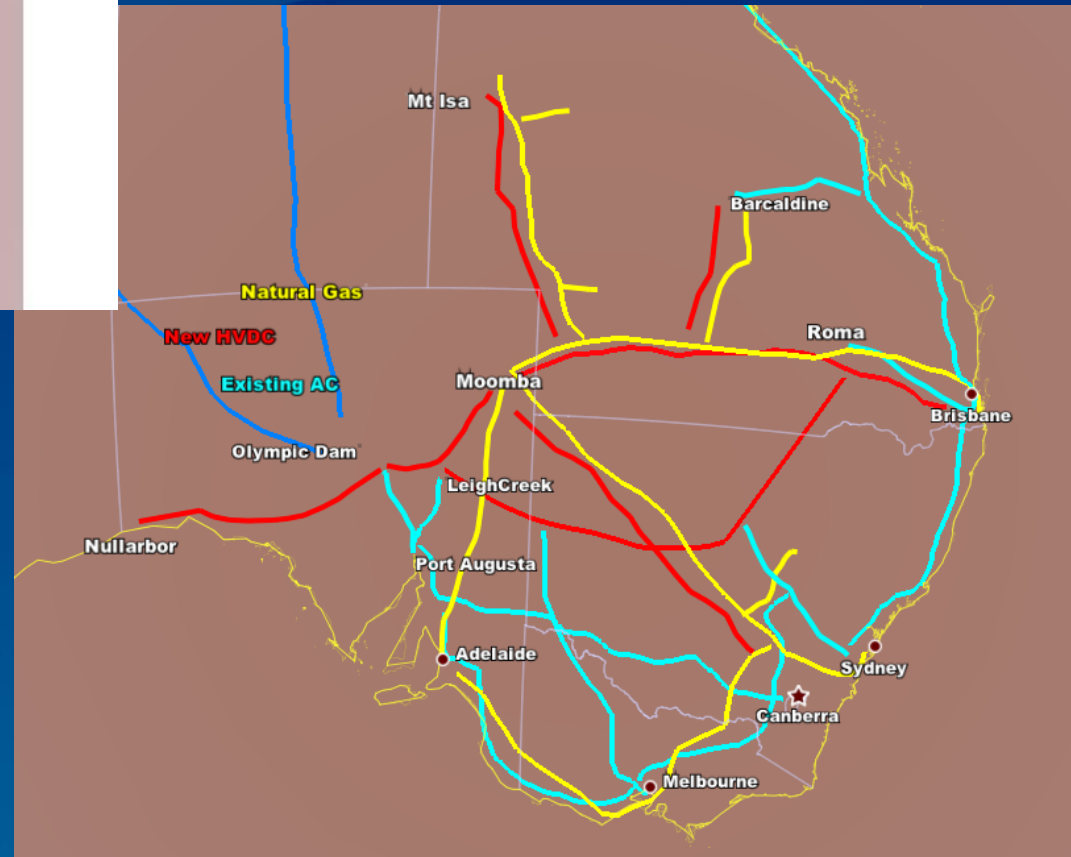 Mt Isa
Barcaldine
Natural Gas
New HVDC
Roma
Existing AC
Moomba
Brisbane
Olympic Dam
LeighCreek
Nullarbor
Port Augusta
Adelaide
Sydney
Canberra
Melbourne